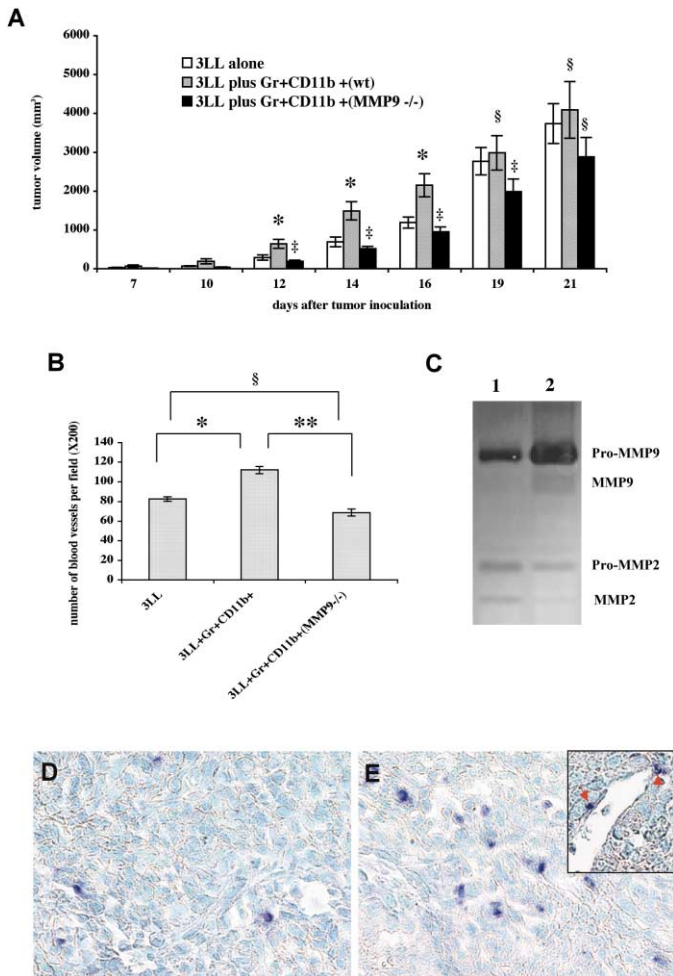 A
6000
5000
4000
3000
2000
1000
0
tumor volume (mm³)
3LL alone
3LL plus Gr+CD11b +(wt)
3LL plus Gr+CD11b +(MMP9 -/-)
*
‡
*
‡
*
‡
§
‡
§
§
7 10 12 14 16 19 21
days after tumor inoculation
B
§
* **
140
120
100
80
60
40
20
0
number of blood vessels per field (X200)
3LL
3LL+Gr+CD11b+
3LL+Gr+CD11b+(MMP9-/-)
C
1 2
Pro-MMP9
MMP9
Pro-MMP2
MMP2
D
E